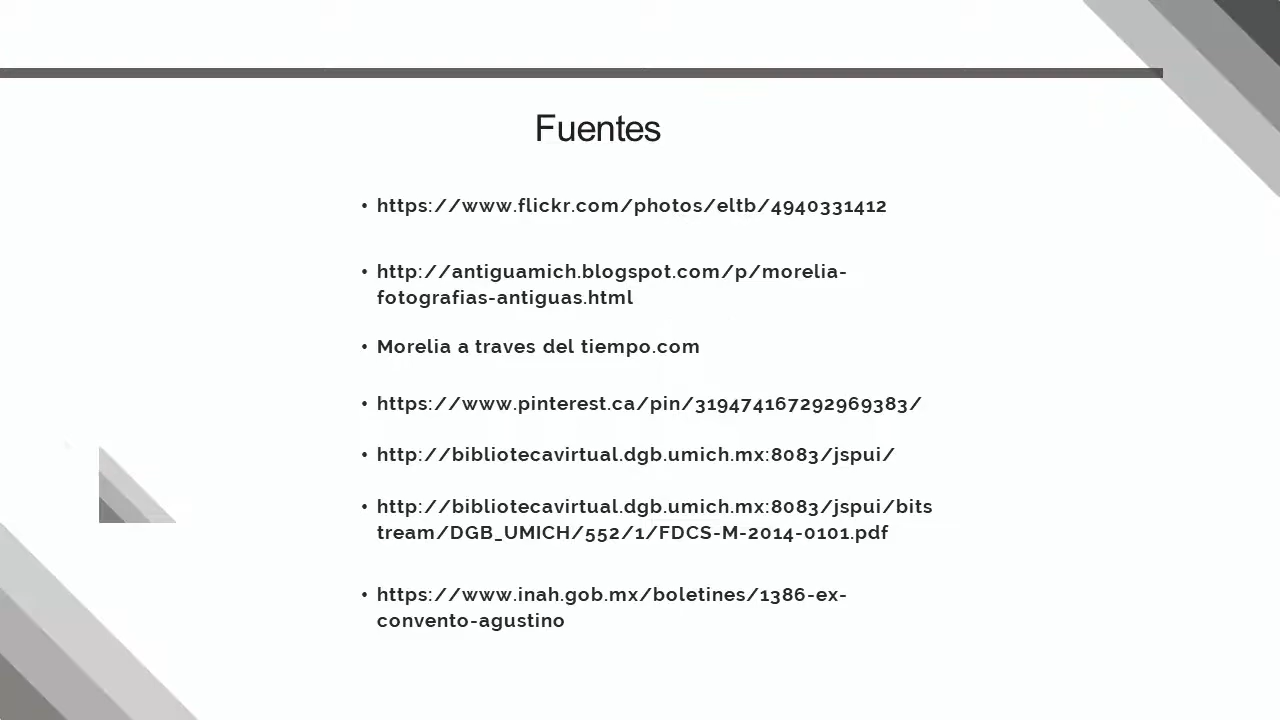 Fuentes
• https://www.flickr.com/photos/eltb/4940331412
• http://antiguamich.blogspot.com/p/morelia-
fotografias-antiguas.html
• Morelia a traves del tiempo.com
• https://www.pinterest.ca/pin/319474167292969383/
• http://bibliotecavirtual.dgb.umich.mx:8083/jspui/
• http://bibliotecavirtual.dgb.umich.mx:8083/jspui/bits
tream/DGB_UMICH/552/1/FDCS-M-2014-0101.pdf
• https://www.inah.gob.mx/boletines/1386-ex-
convento-agustino